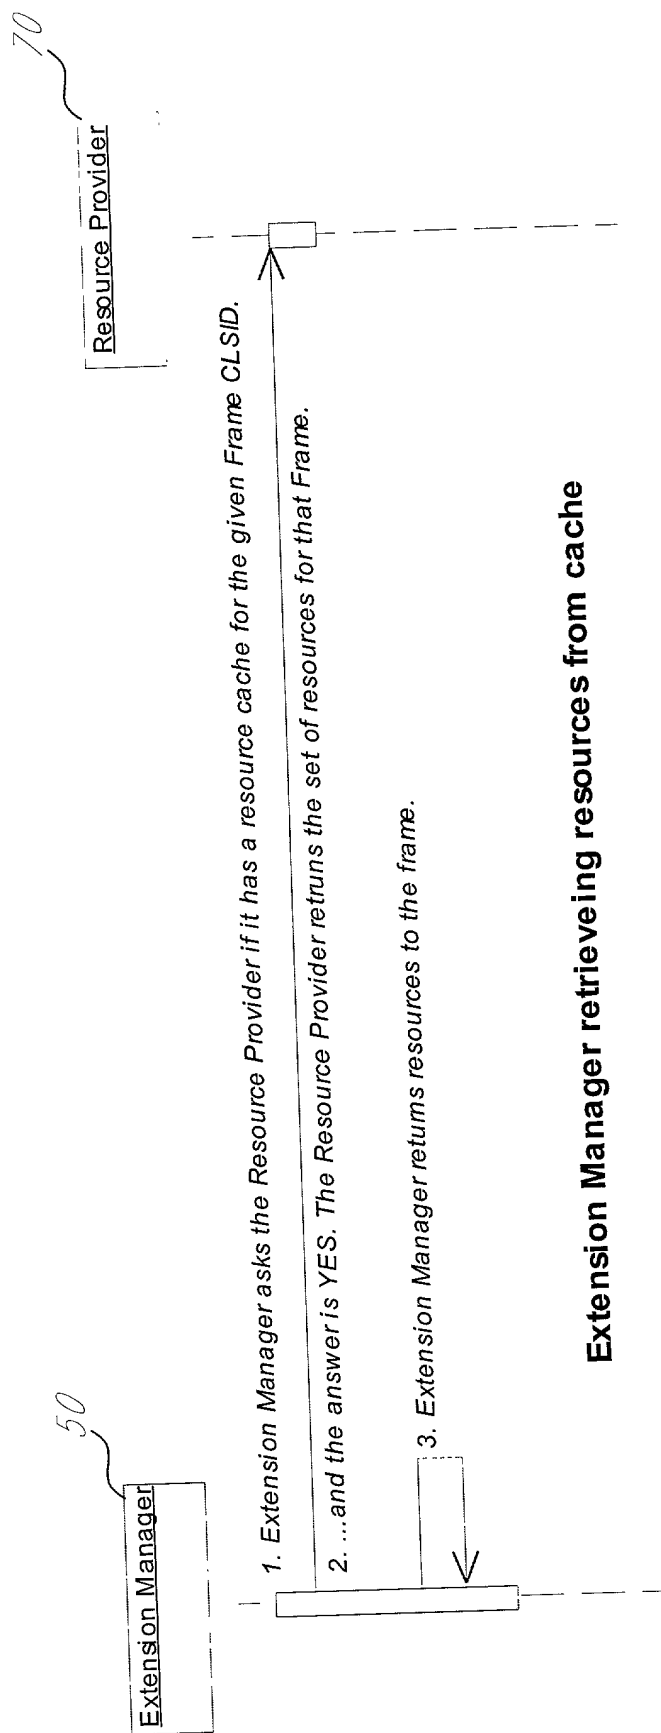 50
Extension Manager
70
Resource Provider
1. Extension Manager asks the Resource Provider if it has a resource cache for the given Frame CLSID.
2. ...and the answer is YES. The Resource Provider retruns the set of resources for that Frame.
3. Extension Manager returns resources to the frame.
Extension Manager retrieveing resources from cache